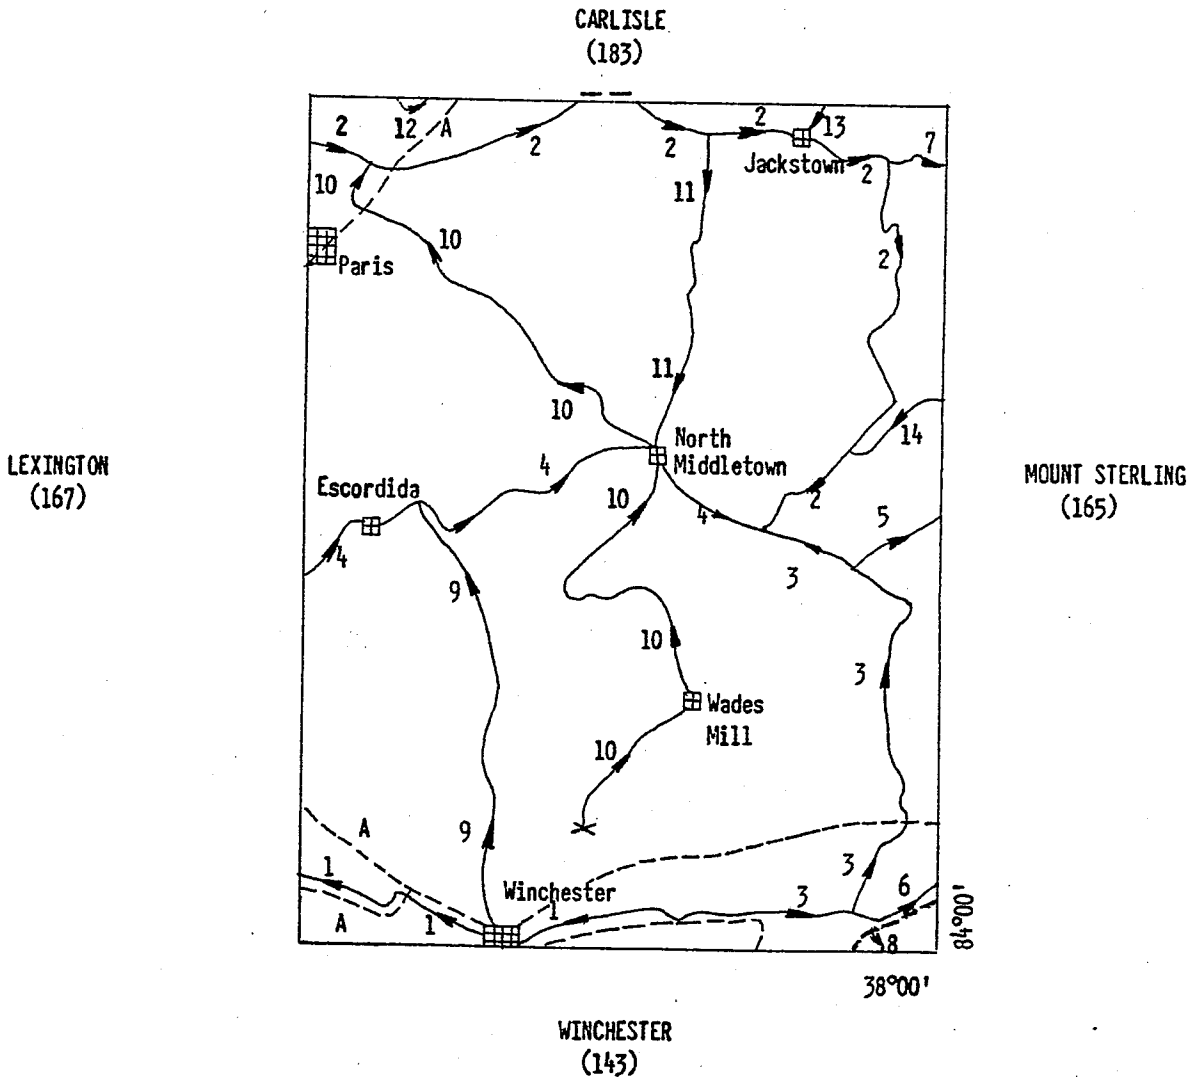 CARLISLE
(183)
2
12
A
2
2
2
13
7
Jackstown
2
10
11
10
2
Paris
11
10
14
North
Middletown
LEXINGTON
(167)
4
MOUNT STERLING
(165)
Escordida
10
2
4
5
4
3
9
10
3
Wades
Mill
10
A
9
1
3
Winchester
1
3
6
A
1
8
84°00'
38°00'
WINCHESTER
(143)